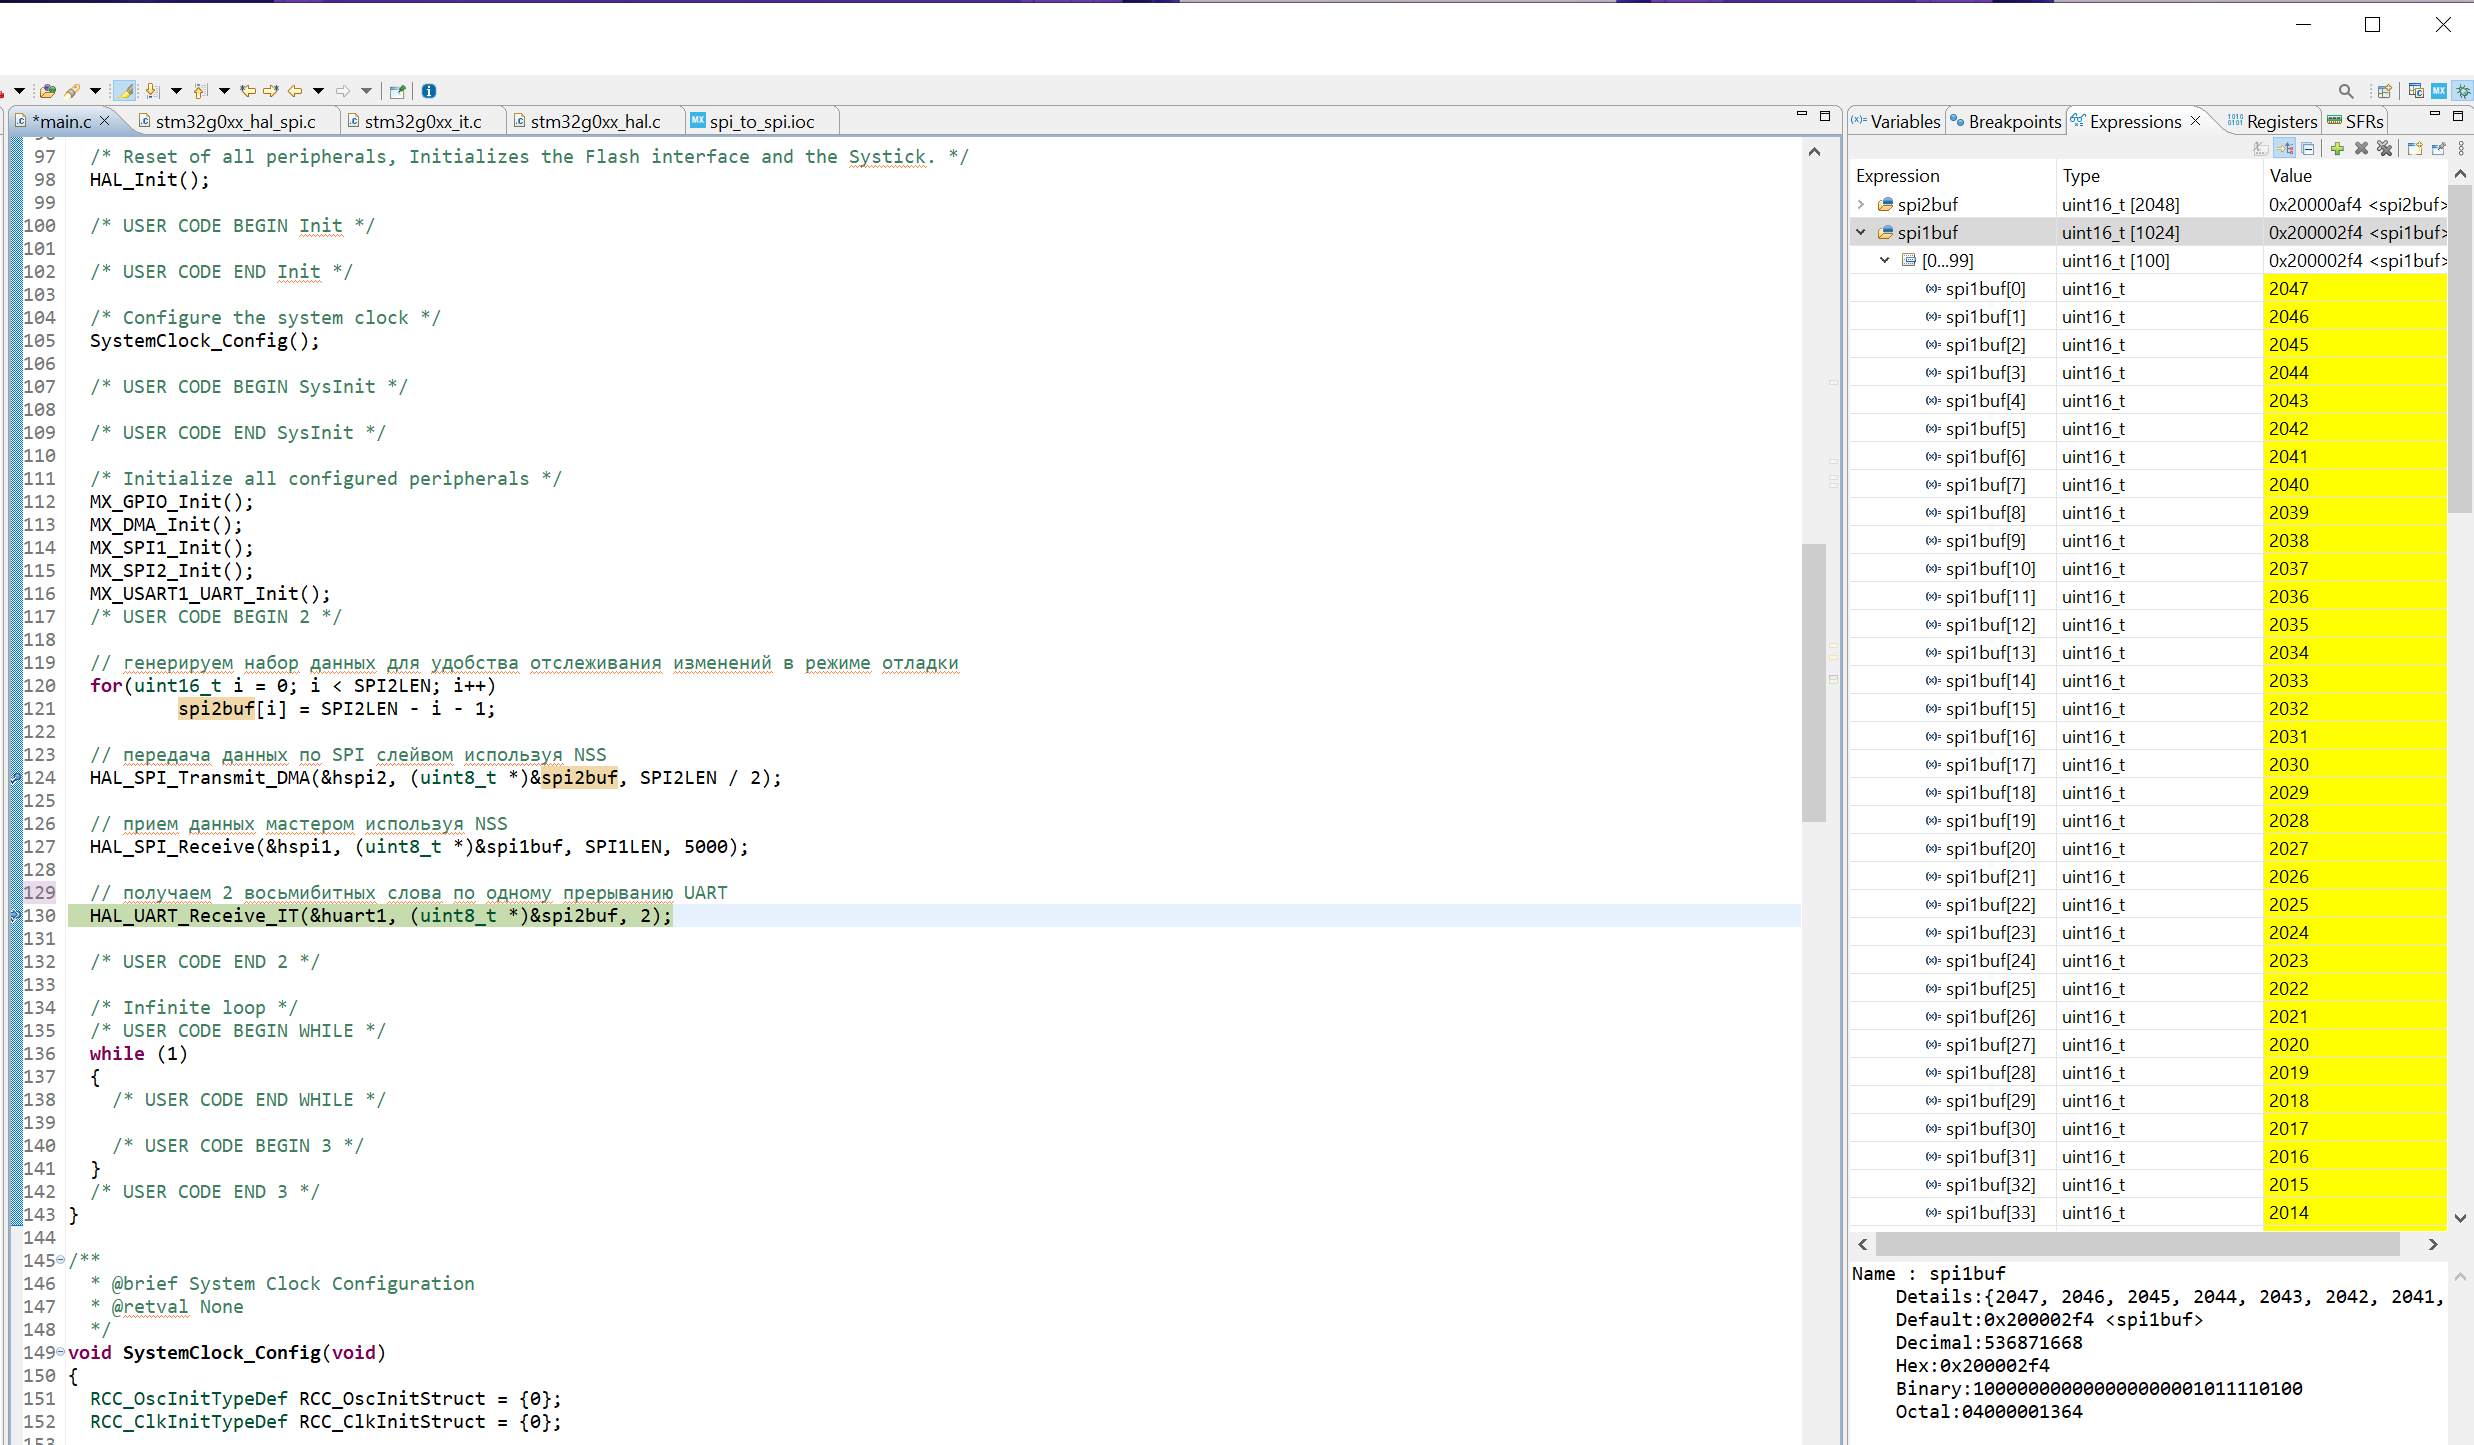 *main.c
stm32g0xx_hal_spi.c
stm32g0xx_it.c
stm32g0xx_hal.c
MX spi_to_spi.ioc
97 /* Reset of all peripherals, Initializes the Flash interface and the Systick. */
98 HAL_Init();
99
100 /* USER CODE BEGIN Init */
101
102 /* USER CODE END Init */
103
104 /* Configure the system clock */
105 SystemClock_Config();
106
107 /* USER CODE BEGIN SysInit */
108
109 /* USER CODE END SysInit */
110
111 /* Initialize all configured peripherals */
112 MX_GPIO_Init();
113 MX_DMA_Init();
114 MX_SPI1_Init();
115 MX_SPI2_Init();
116 MX_USART1_UART_Init();
117 /* USER CODE BEGIN 2 */
118
119 // генерируем набор данных для удобства отслеживания изменений в режиме отладки
120 for(uint16_t i = 0; i < SPI2LEN; i++)
121 spi2buf[i] = SPI2LEN - i - 1;
122
123 // передача данных по SPI слейвом используя NSS
124 HAL_SPI_Transmit_DMA(&hspi2, (uint8_t *)&spi2buf, SPI2LEN / 2);
125
126 // прием данных мастером используя NSS
127 HAL_SPI_Receive(&hspi1, (uint8_t *)&spi1buf, SPI1LEN, 5000);
128
129 // получаем 2 восьмибитных слова по одному прерыванию UART
130 HAL_UART_Receive_IT(&huart1, (uint8_t *)&spi2buf, 2);
131
132 /* USER CODE END 2 */
133
134 /* Infinite loop */
135 /* USER CODE BEGIN WHILE */
136 while (1)
137 {
138 /* USER CODE END WHILE */
139
140 /* USER CODE BEGIN 3 */
141 }
142 /* USER CODE END 3 */
143 }
144
145 /**
146 * @brief System Clock Configuration
147 * @retval None
148 */
149 void SystemClock_Config(void)
150 {
151 RCC_OscInitTypeDef RCC_OscInitStruct = {0};
152 RCC_ClkInitTypeDef RCC_ClkInitStruct = {0};
153
MX
Variables
Breakpoints
Expressions
Registers
SFRs
Expression Type Value
spi2buf uint16_t [2048] 0x20000af4 <spi2buf>
spi1buf uint16_t [1024] 0x200002f4 <spi1buf>
[0...99] uint16_t [100] 0x200002f4 <spi1buf>
spi1buf[0] uint16_t 2047
spi1buf[1] uint16_t 2046
spi1buf[2] uint16_t 2045
spi1buf[3] uint16_t 2044
spi1buf[4] uint16_t 2043
spi1buf[5] uint16_t 2042
spi1buf[6] uint16_t 2041
spi1buf[7] uint16_t 2040
spi1buf[8] uint16_t 2039
spi1buf[9] uint16_t 2038
spi1buf[10] uint16_t 2037
spi1buf[11] uint16_t 2036
spi1buf[12] uint16_t 2035
spi1buf[13] uint16_t 2034
spi1buf[14] uint16_t 2033
spi1buf[15] uint16_t 2032
spi1buf[16] uint16_t 2031
spi1buf[17] uint16_t 2030
spi1buf[18] uint16_t 2029
spi1buf[19] uint16_t 2028
spi1buf[20] uint16_t 2027
spi1buf[21] uint16_t 2026
spi1buf[22] uint16_t 2025
spi1buf[23] uint16_t 2024
spi1buf[24] uint16_t 2023
spi1buf[25] uint16_t 2022
spi1buf[26] uint16_t 2021
spi1buf[27] uint16_t 2020
spi1buf[28] uint16_t 2019
spi1buf[29] uint16_t 2018
spi1buf[30] uint16_t 2017
spi1buf[31] uint16_t 2016
spi1buf[32] uint16_t 2015
spi1buf[33] uint16_t 2014
Name : spi1buf
Details:{2047, 2046, 2045, 2044, 2043, 2042, 2041,
Default:0x200002f4 <spi1buf>
Decimal:536871668
Hex:0x200002f4
Binary:100000000000000000001011110100
Octal:04000001364